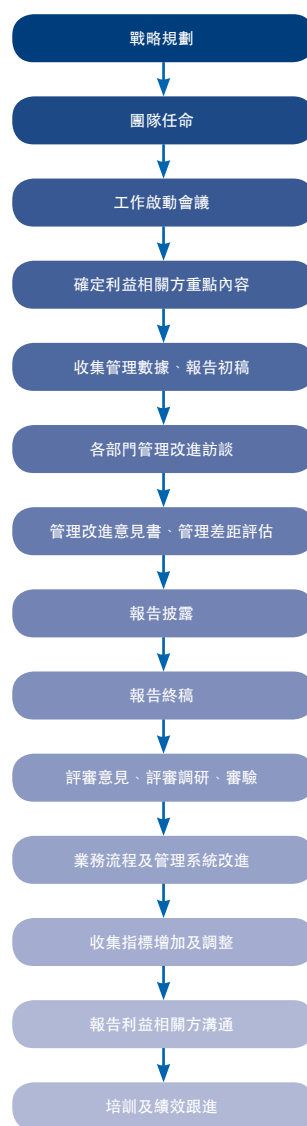 戰略規劃
團隊任命
工作啟動會議
確定利益相關方重點內容
收集管理數據、報告初稿
各部門管理改進訪談
管理改進意見書、管理差距評估
報告披露
報告終稿
評審意見、評審調研、審驗
業務流程及管理系統改進
收集指標增加及調整
報告利益相關方溝通
培訓及績效跟進